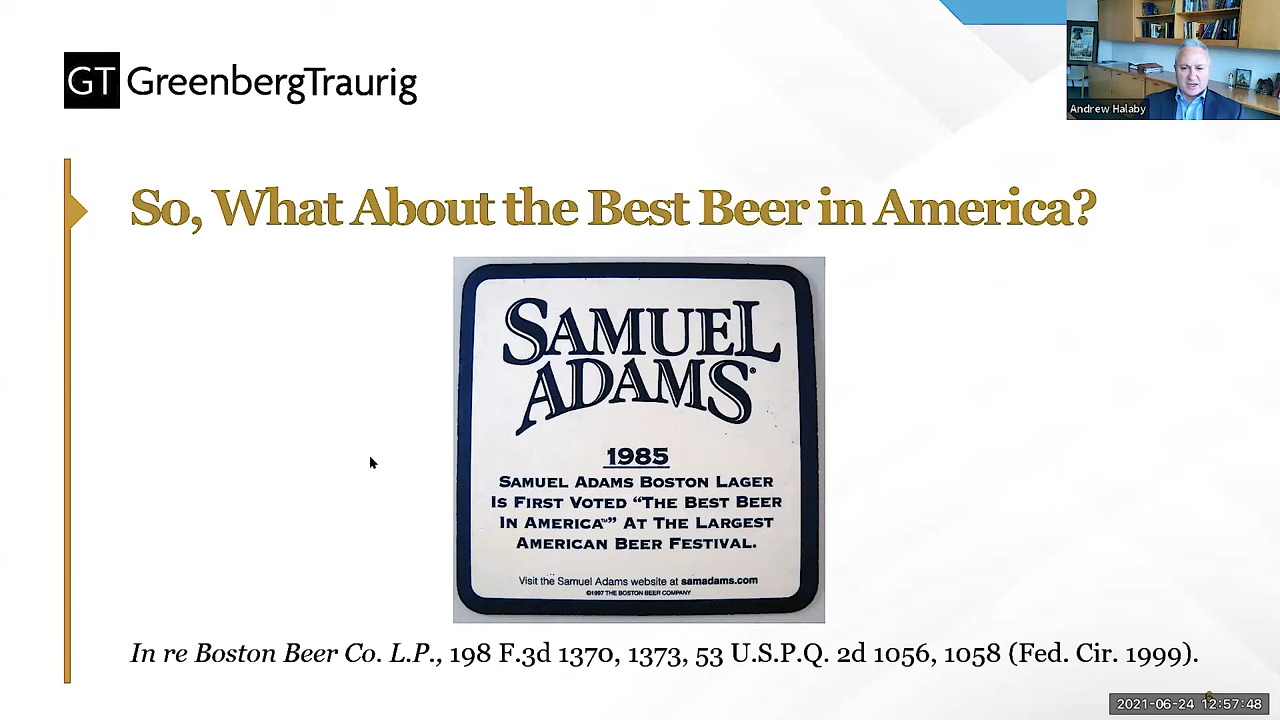 GT GreenbergTraurig
Andrew Halaby
So, What About the Best Beer in America?
SAMUEL
ADAMS®
1985
SAMUEL ADAMS BOSTON LAGER
IS FIRST VOTED “THE BEST BEER
IN AMERICA™” AT THE LARGEST
AMERICAN BEER FESTIVAL.
Visit the Samuel Adams website at samadams.com
©1997 THE BOSTON BEER COMPANY
In re Boston Beer Co. L.P., 198 F.3d 1370, 1373, 53 U.S.P.Q. 2d 1056, 1058 (Fed. Cir. 1999).
6
2021-06-24 12:57:48